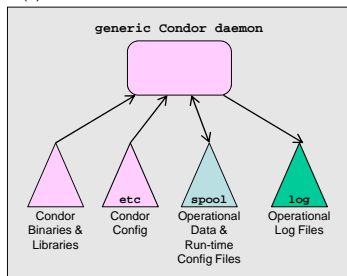 generic Condor daemon
etc
spool
log
Condor
Binaries &
Libraries
Condor
Config
Operational
Data &
Run-time
Config Files
Operational
Log Files